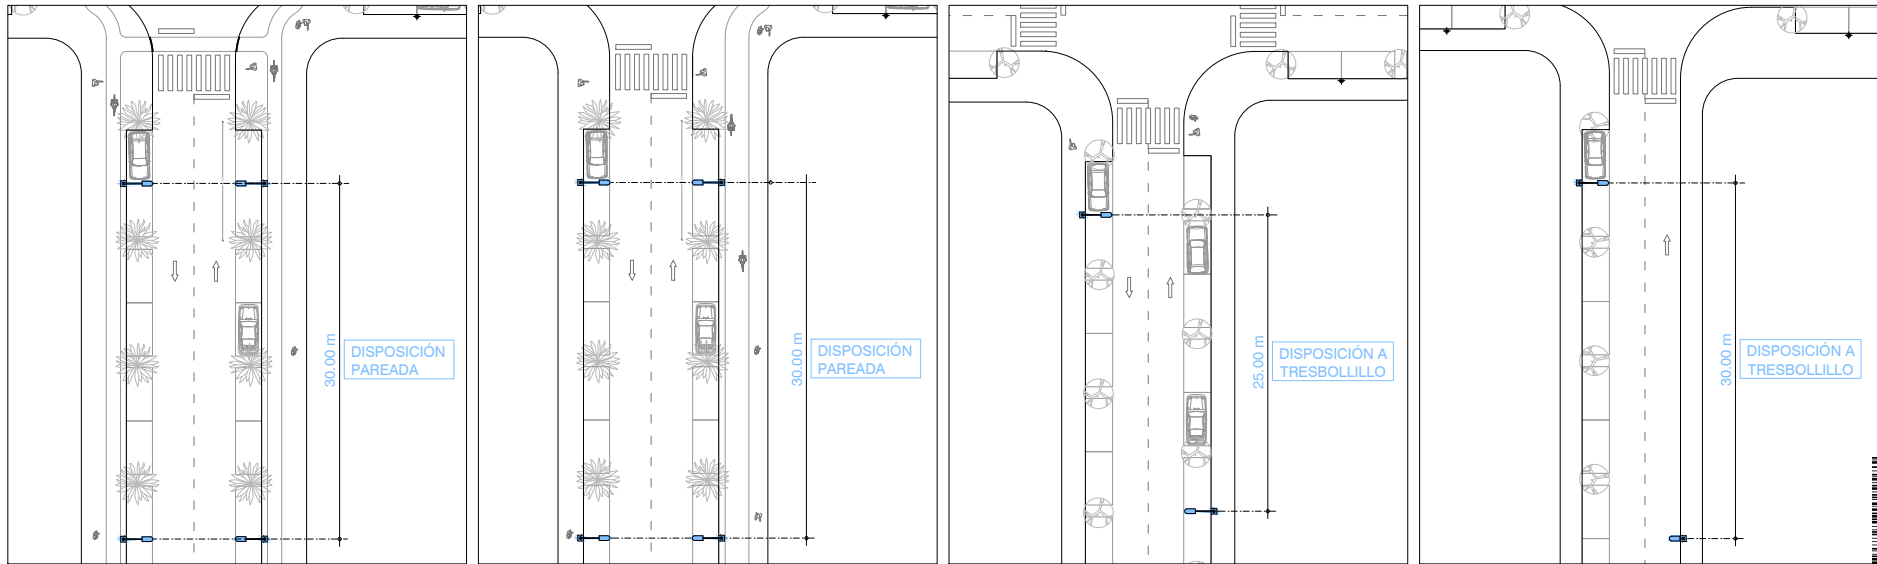 30.00 m
DISPOSICIÓN
PAREADA
30.00 m
DISPOSICIÓN
PAREADA
25.00 m
DISPOSICIÓN A
TRESBOLLILLO
30.00 m
DISPOSICIÓN A
TRESBOLLILLO